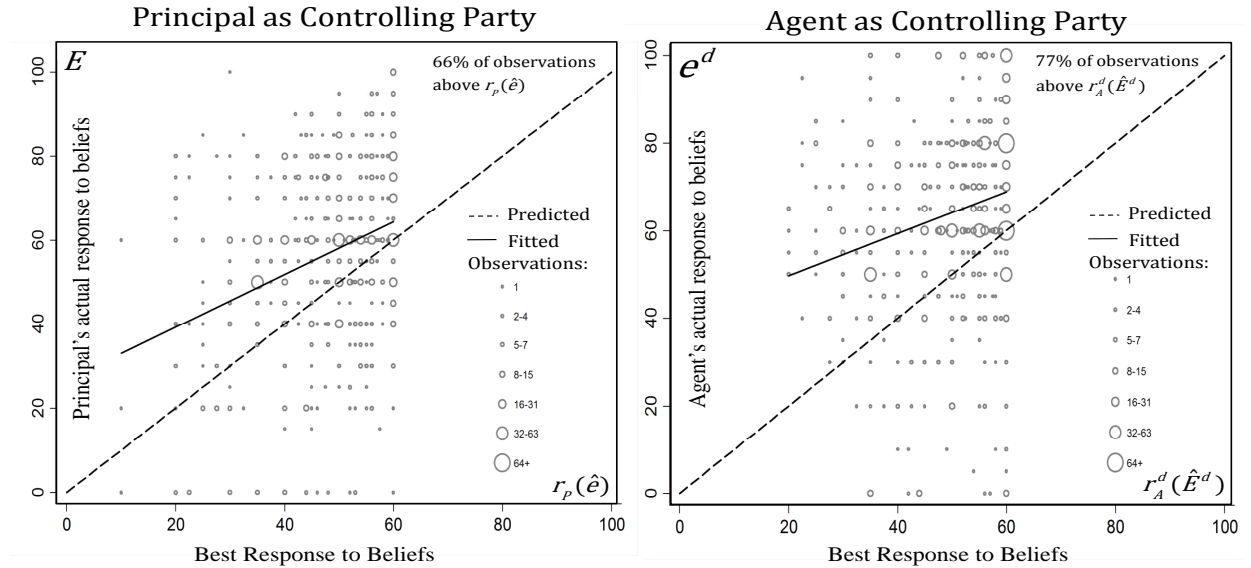 Principal as Controlling Party
E
66% of observations
above r_P(ê)
Principal's actual response to beliefs
100
80
60
40
20
0
Predicted
Fitted
Observations:
1
2-4
5-7
8-15
16-31
32-63
64+
r_P(ê)
0 20 40 60 80 100
Best Response to Beliefs
Agent as Controlling Party
e^d
77% of observations
above r_A^d(Ê^d)
Agent's actual response to beliefs
100
80
60
40
20
0
Predicted
Fitted
Observations:
1
2-4
5-7
8-15
16-31
32-63
64+
r_A^d(Ê^d)
0 20 40 60 80 100
Best Response to Beliefs